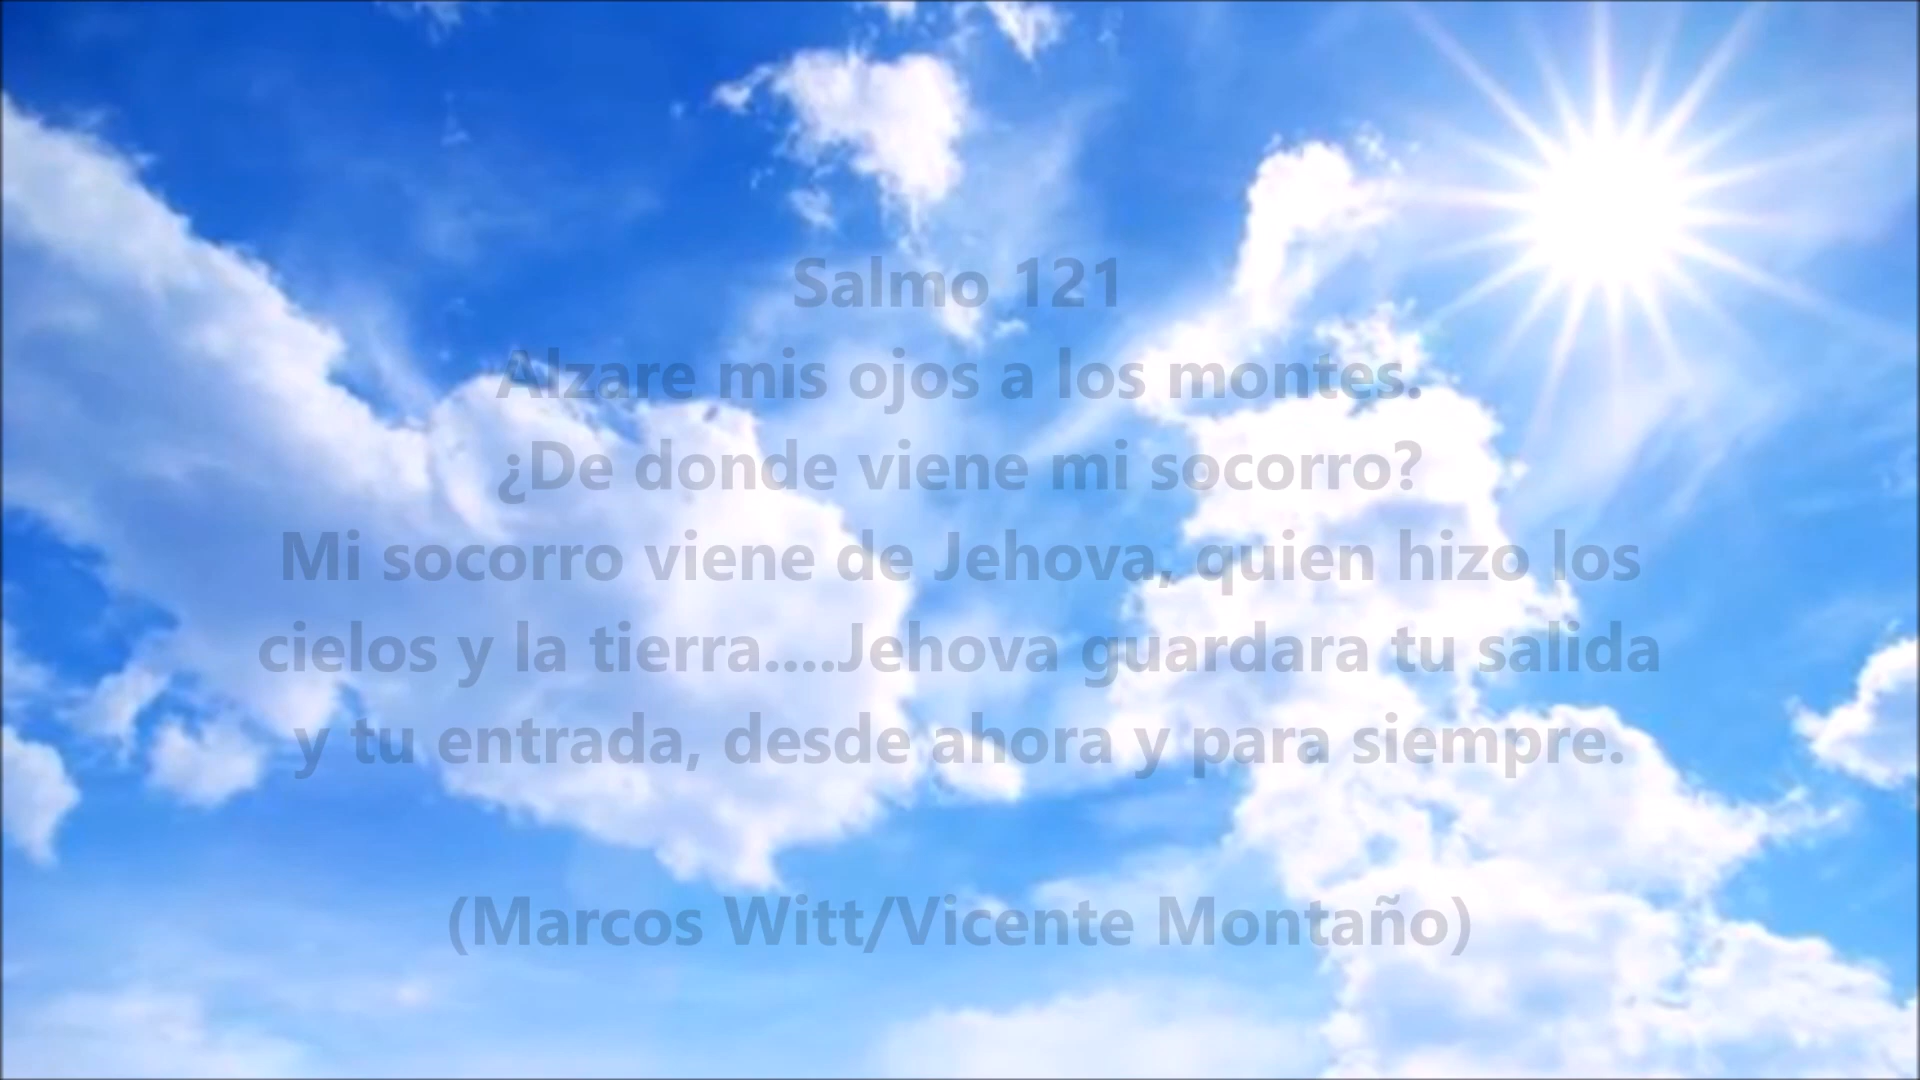 Salmo 121
Alzare mis ojos a los montes.
¿De donde viene mi socorro?
Mi socorro viene de Jehova, quien hizo los
cielos y la tierra....Jehova guardara tu salida
y tu entrada, desde ahora y para siempre.
(Marcos Witt/Vicente Montaño)